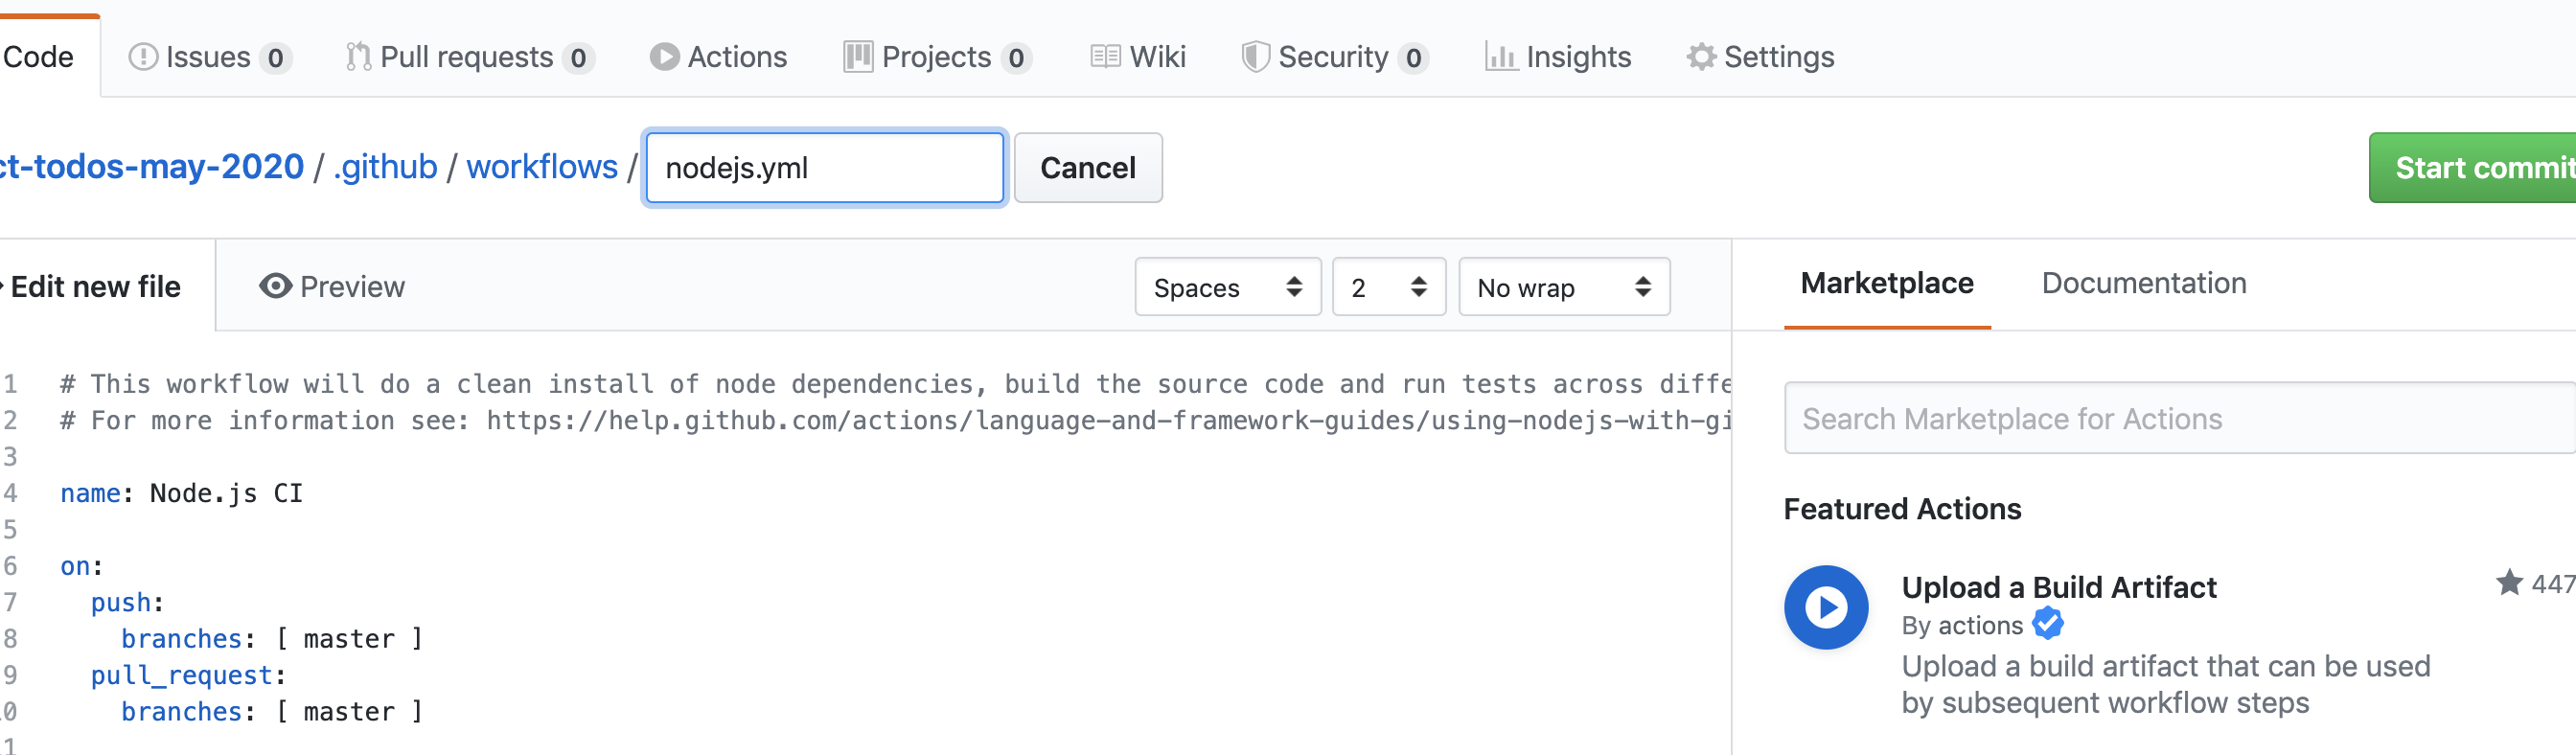 Code Issues 0 Pull requests 0 Actions Projects 0 Wiki Security 0 Insights Settings
ct-todos-may-2020 / .github / workflows / nodejs.yml Cancel Start commit
Edit new file Preview Spaces 2 No wrap Marketplace Documentation
1 # This workflow will do a clean install of node dependencies, build the source code and run tests across diffe
2 # For more information see: https://help.github.com/actions/language-and-framework-guides/using-nodejs-with-gi
3
4 name: Node.js CI
5
6 on:
7 push:
8 branches: [ master ]
9 pull_request:
0 branches: [ master ]
1
Search Marketplace for Actions
Featured Actions
Upload a Build Artifact 447
By actions
Upload a build artifact that can be used
by subsequent workflow steps